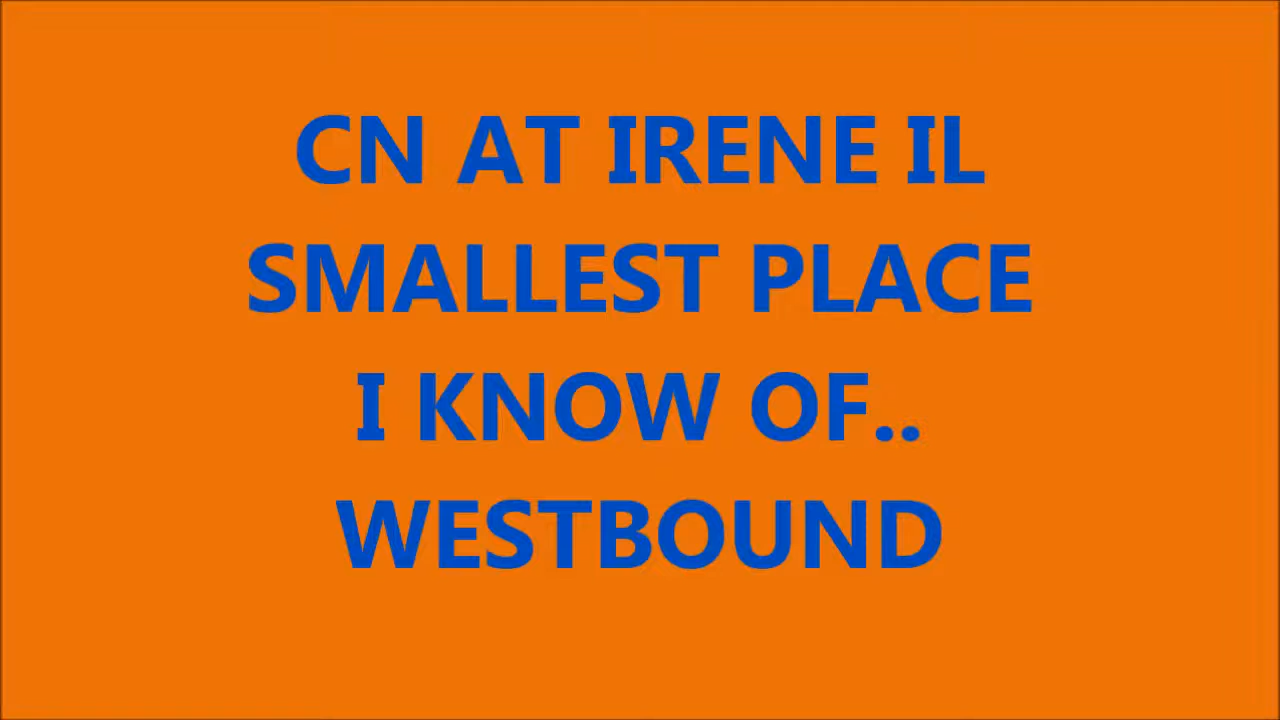 CN AT IRENE IL
SMALLEST PLACE
I KNOW OF..
WESTBOUND